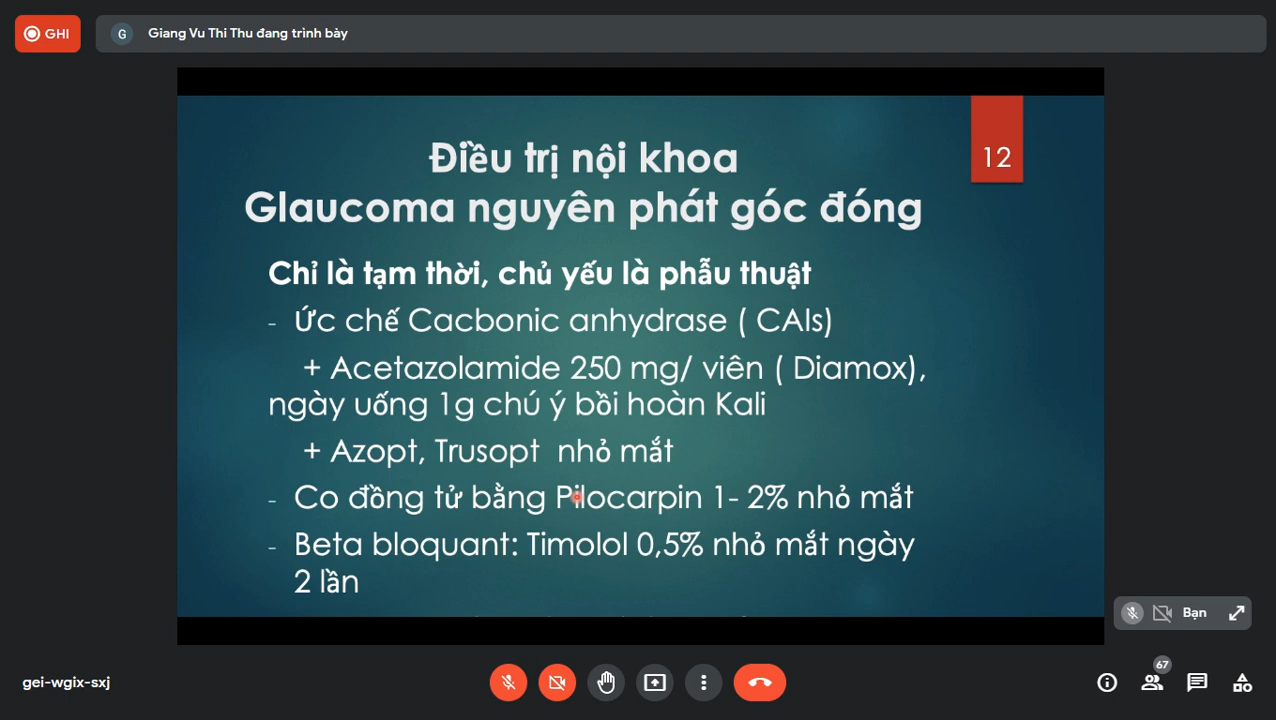 GHI
G Giang Vu Thi Thu đang trình bày
12
Điều trị nội khoa
Glaucoma nguyên phát góc đóng
Chỉ là tạm thời, chủ yếu là phẫu thuật
- Ức chế Cacbonic anhydrase ( CAIs)
+ Acetazolamide 250 mg/ viên ( Diamox),
ngày uống 1g chú ý bồi hoàn Kali
+ Azopt, Trusopt nhỏ mắt
- Co đồng tử bằng Pilocarpin 1- 2% nhỏ mắt
- Beta bloquant: Timolol 0,5% nhỏ mắt ngày
2 lần
Bạn
gei-wgix-sxj
67